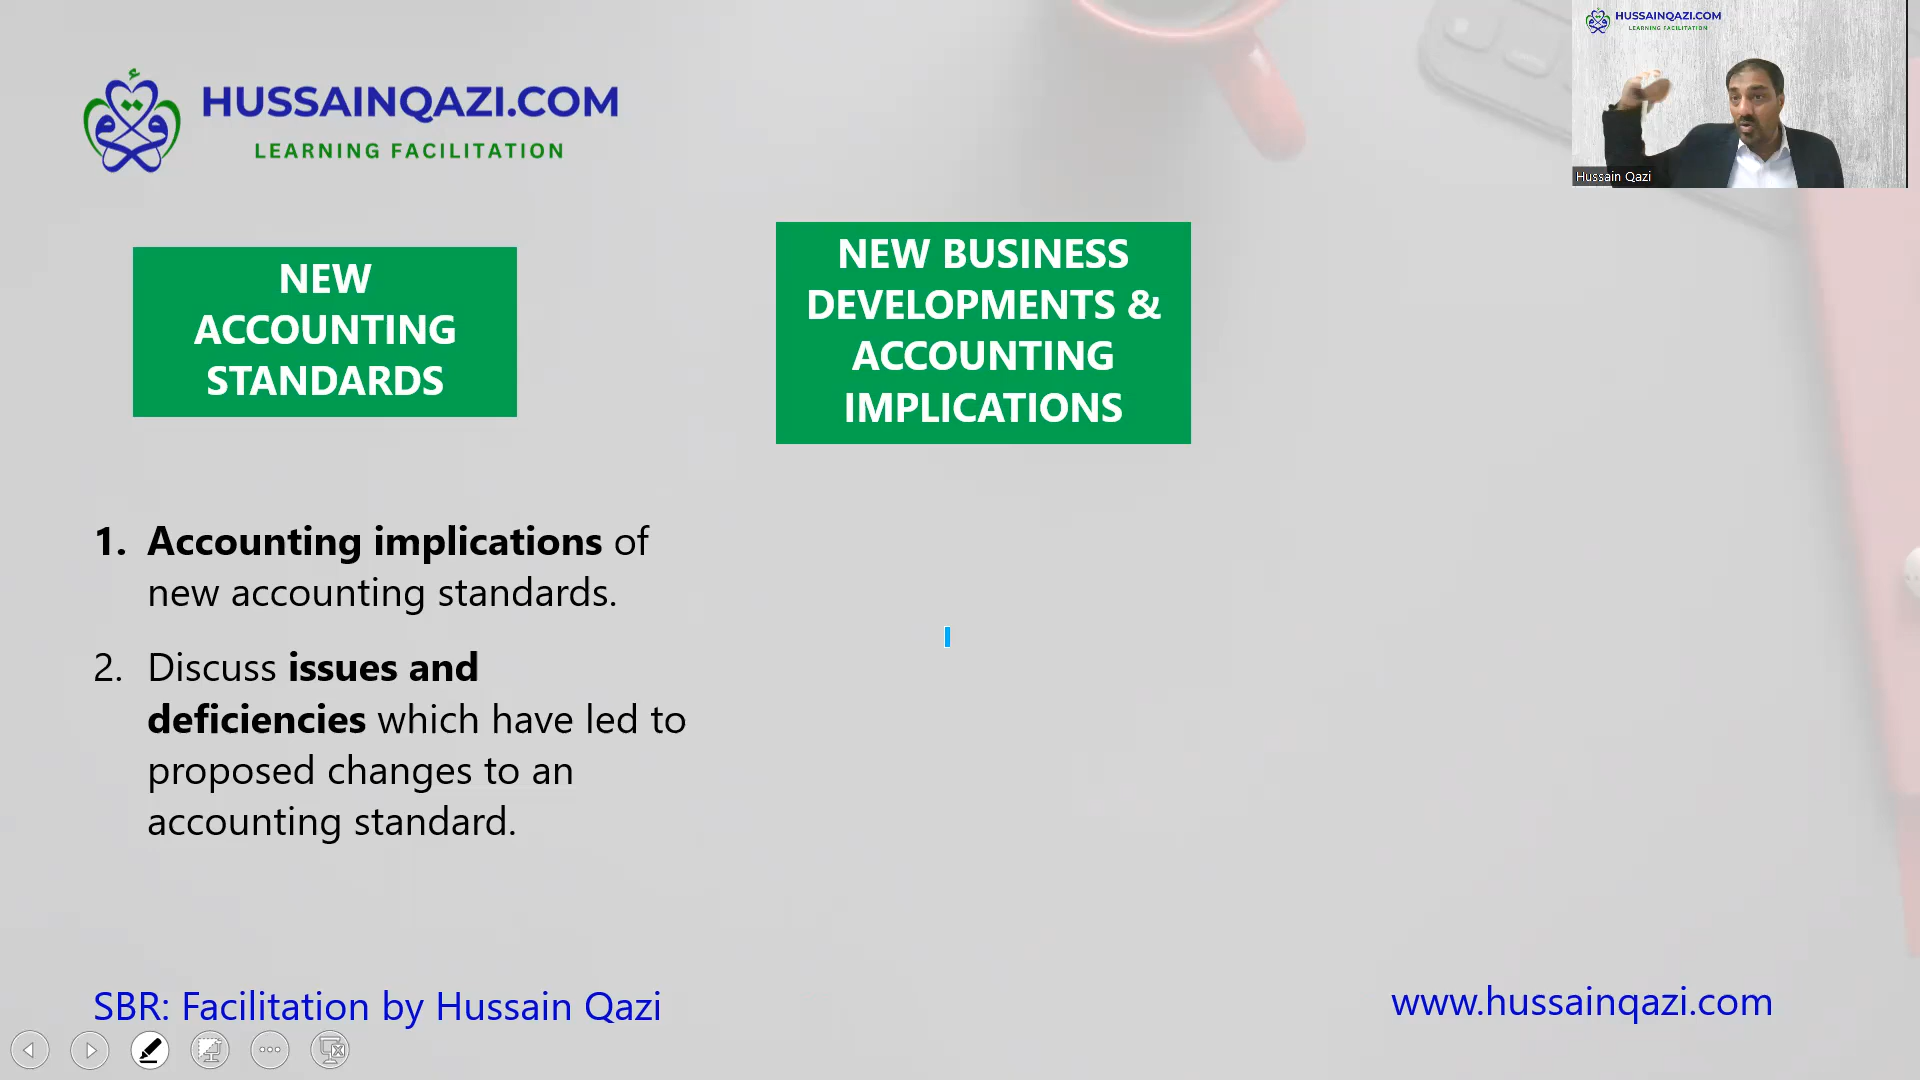 HUSSAINQAZI.COM
LEARNING FACILITATION
HUSSAINQAZI.COM
LEARNING FACILITATION
Hussain Qazi
NEW
ACCOUNTING
STANDARDS
NEW BUSINESS
DEVELOPMENTS &
ACCOUNTING
IMPLICATIONS
1. Accounting implications of
new accounting standards.
2. Discuss issues and
deficiencies which have led to
proposed changes to an
accounting standard.
SBR: Facilitation by Hussain Qazi
www.hussainqazi.com